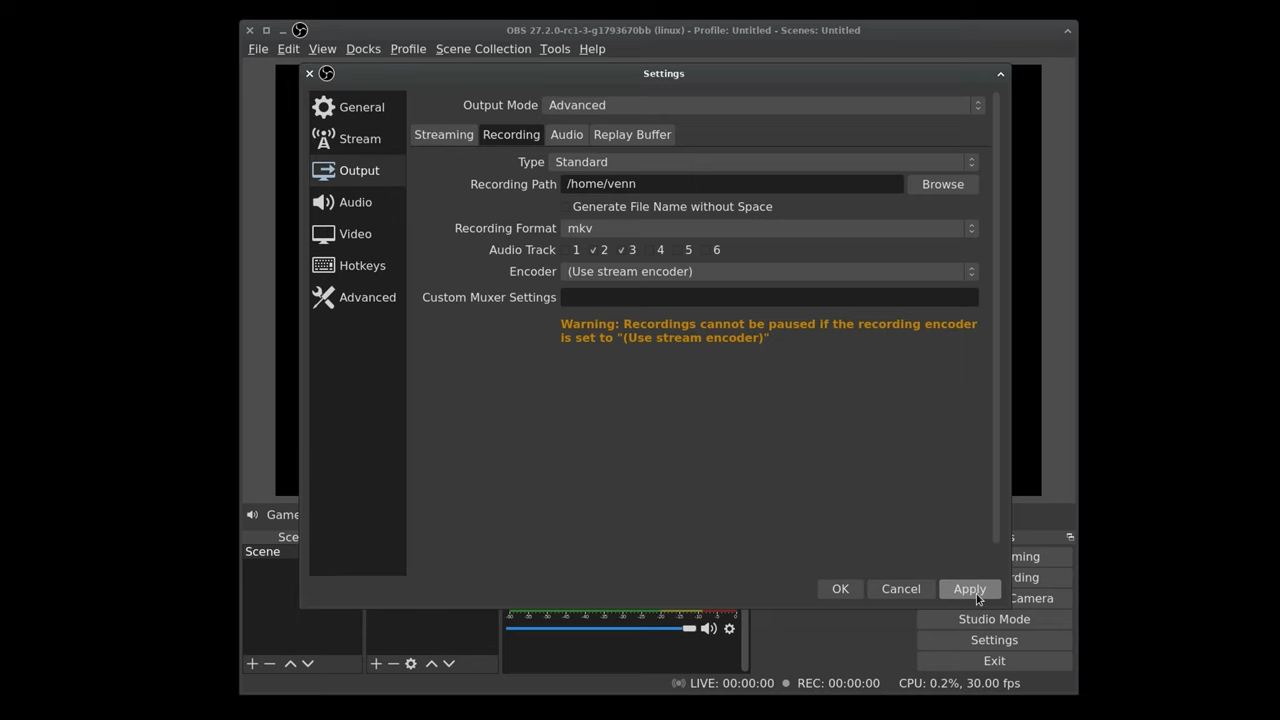 OBS 27.2.0-rc1-3-g1793670bb (linux) - Profile: Untitled - Scenes: Untitled
File Edit View Docks Profile Scene Collection Tools Help
Settings
General
Stream
Output
Audio
Video
Hotkeys
Advanced
Output Mode Advanced
Streaming Recording Audio Replay Buffer
Type Standard
Recording Path /home/venn Browse
Generate File Name without Space
Recording Format mkv
Audio Track 1 2 3 4 5 6
Encoder (Use stream encoder)
Custom Muxer Settings
Warning: Recordings cannot be paused if the recording encoder
is set to "(Use stream encoder)"
OK Cancel Apply
Game
Sce
Scene
s
ming
rding
Camera
Studio Mode
Settings
Exit
LIVE: 00:00:00 REC: 00:00:00 CPU: 0.2%, 30.00 fps